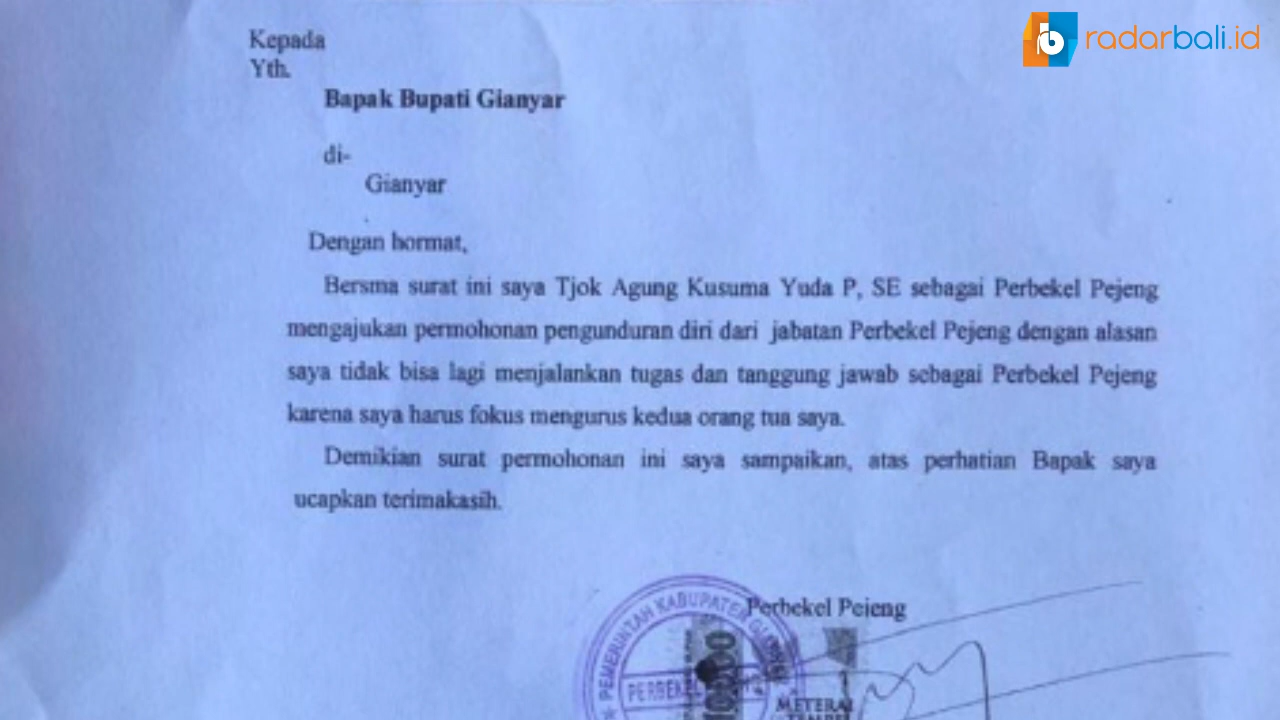 radarbali.id
Kepada
Yth.
Bapak Bupati Gianyar
di-
Gianyar
Dengan hormat,
Bersma surat ini saya Tjok Agung Kusuma Yuda P, SE sebagai Perbekel Pejeng
mengajukan permohonan pengunduran diri dari jabatan Perbekel Pejeng dengan alasan
saya tidak bisa lagi menjalankan tugas dan tanggung jawab sebagai Perbekel Pejeng
karena saya harus fokus mengurus kedua orang tua saya.
Demikian surat permohonan ini saya sampaikan, atas perhatian Bapak saya
ucapkan terimakasih.
Perbekel Pejeng
PEMERINTAH KABUPATEN
PERBEKEL
METERAI